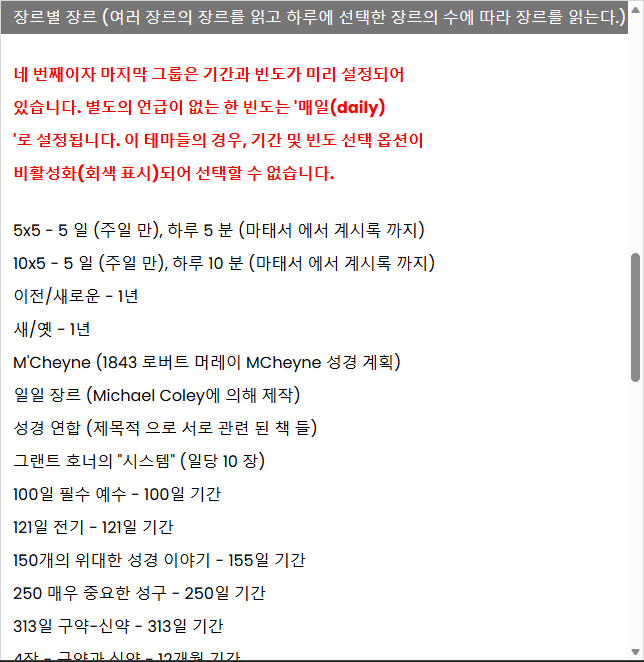 장르별 장르 (여러 장르의 장르를 읽고 하루에 선택한 장르의 수에 따라 장르를 읽는다.)
네 번째이자 마지막 그룹은 기간과 빈도가 미리 설정되어
있습니다. 별도의 언급이 없는 한 빈도는 '매일(daily)
'로 설정됩니다. 이 테마들의 경우, 기간 및 빈도 선택 옵션이
비활성화(회색 표시)되어 선택할 수 없습니다.
5x5 - 5 일 (주일 만), 하루 5 분 (마태서 에서 계시록 까지)
10x5 - 5 일 (주일 만), 하루 10 분 (마태서 에서 계시록 까지)
이전/새로운 - 1년
새/옛 - 1년
M'Cheyne (1843 로버트 머레이 MCheyne 성경 계획)
일일 장르 (Michael Coley에 의해 제작)
성경 연합 (제목적 으로 서로 관련 된 책 들)
그랜트 호너의 "시스템" (일당 10 장)
100일 필수 예수 - 100일 기간
121일 전기 - 121일 기간
150개의 위대한 성경 이야기 - 155일 기간
250 매우 중요한 성구 - 250일 기간
313일 구약-신약 - 313일 기간
4장 - 구약과 신약 - 12개월 기간